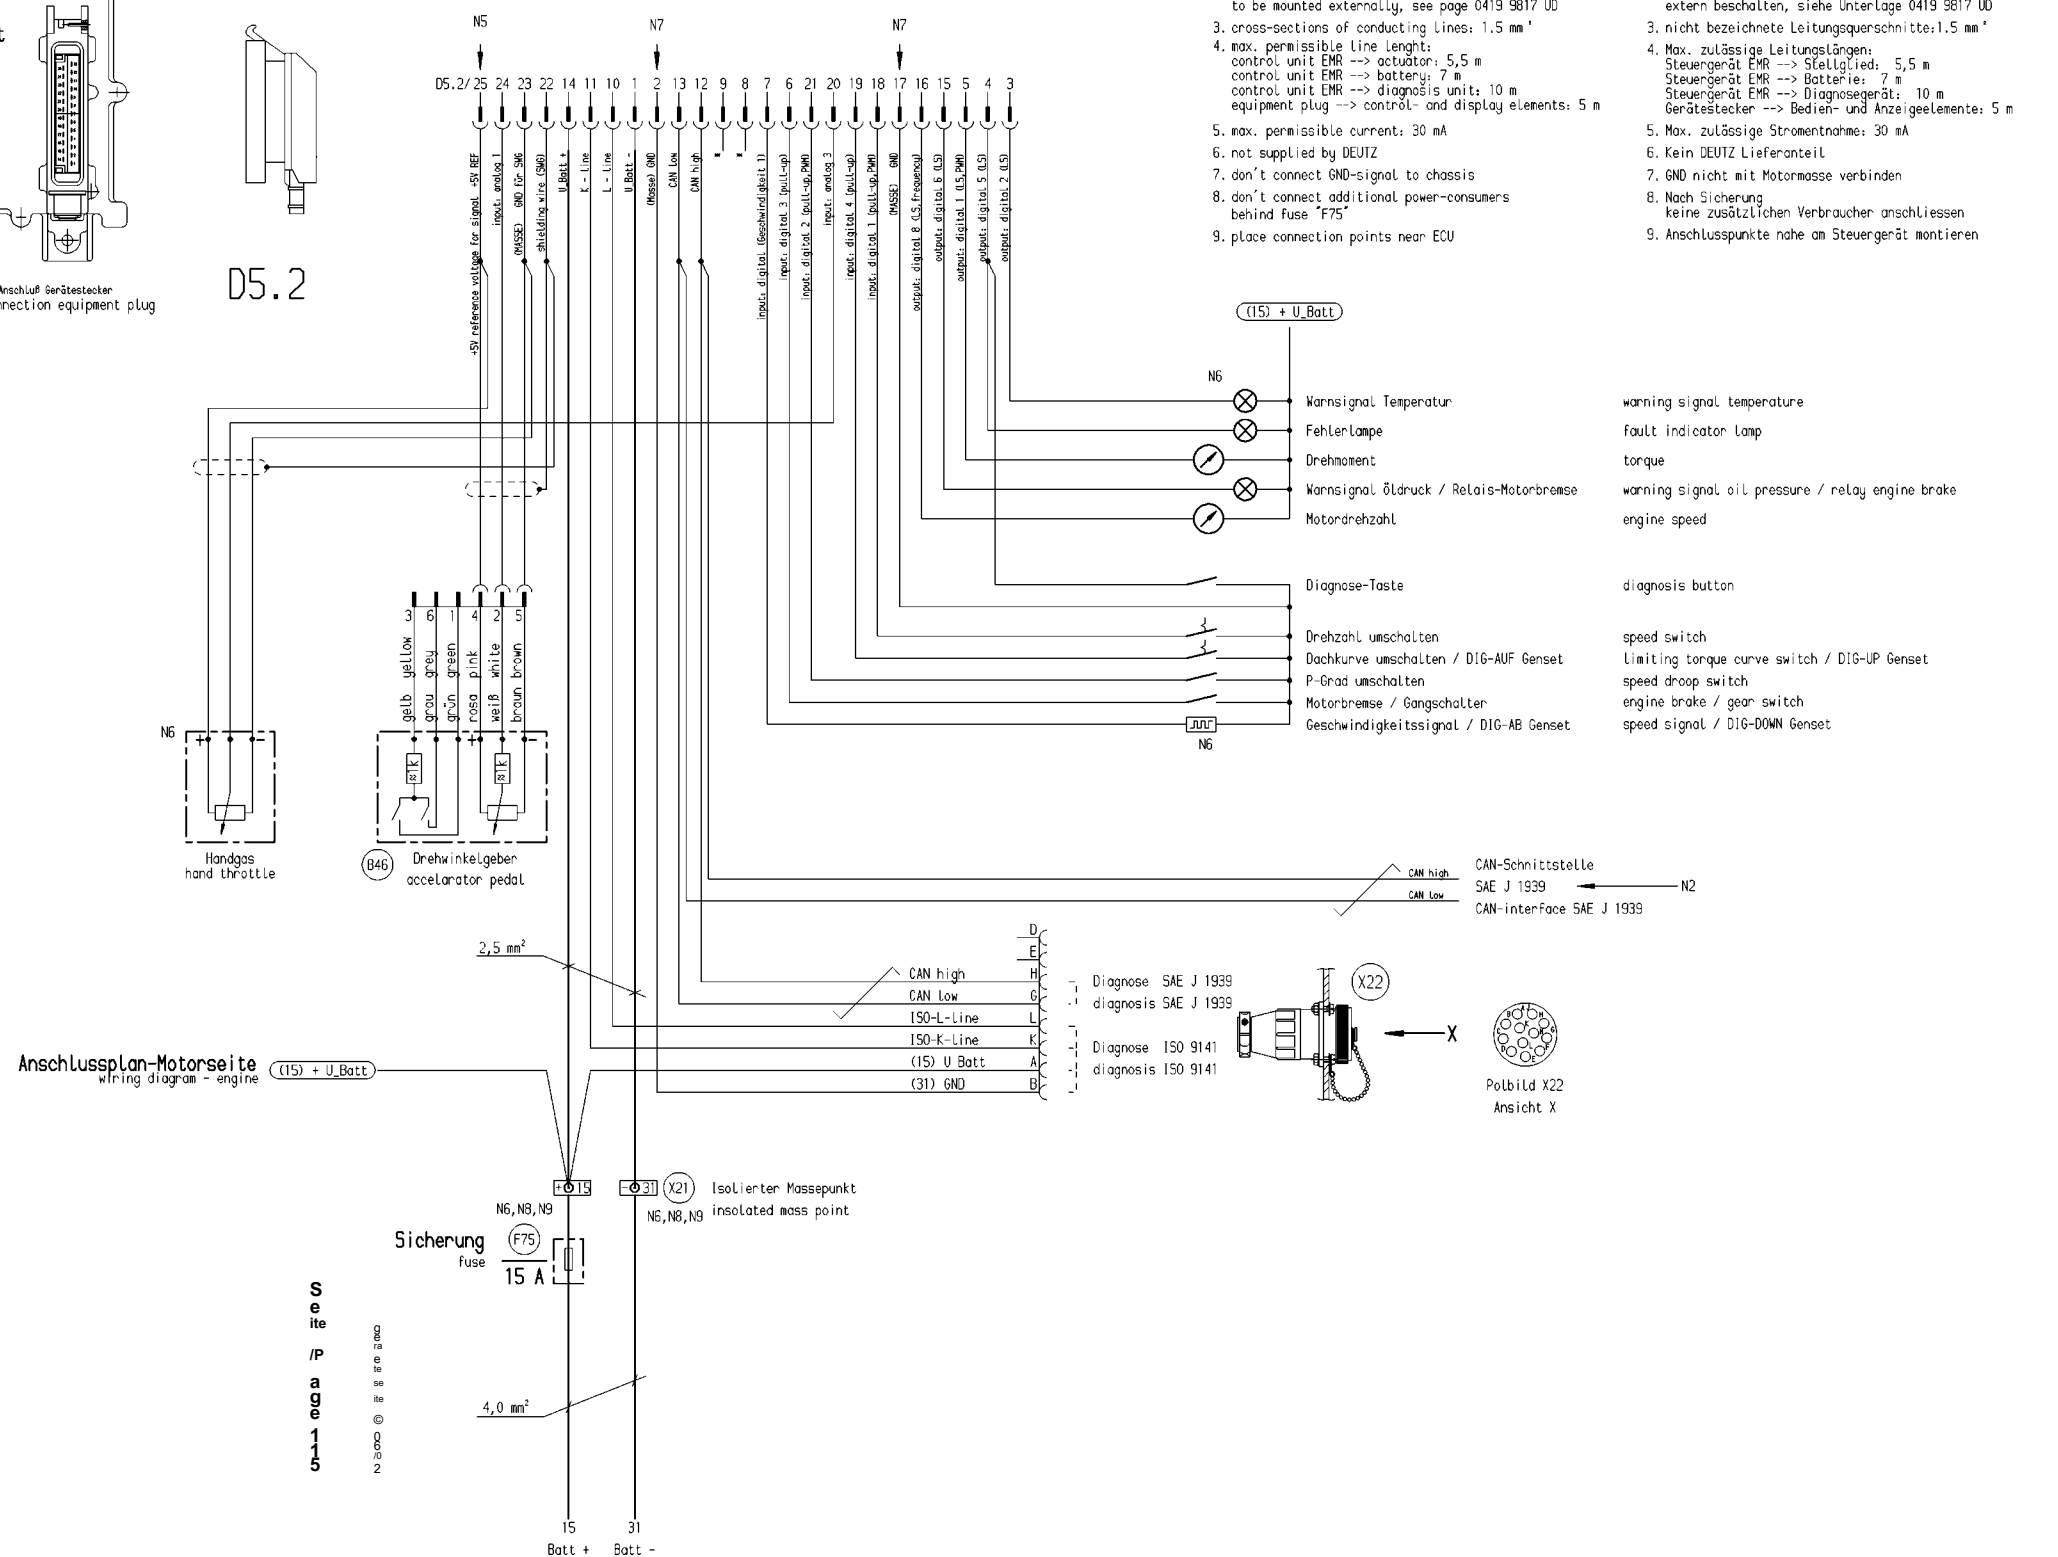 to be mounted externally, see page 0419 9817 UD
3. cross-sections of conducting lines: 1.5 mm²
4. max. permissible line lenght:
control unit EMR --> actuator: 5,5 m
control unit EMR --> battery: 7 m
control unit EMR --> diagnosis unit: 10 m
equipment plug --> control- and display elements: 5 m
5. max. permissible current: 30 mA
6. not supplied by DEUTZ
7. don't connect GND-signal to chassis
8. don't connect additional power-consumers
behind fuse "F75"
9. place connection points near ECU
extern beschalten, siehe Unterlage 0419 9817 UD
3. nicht bezeichnete Leitungsquerschnitte:1.5 mm²
4. Max. zulässige Leitungslängen:
Steuergerät EMR --> Stellglied: 5,5 m
Steuergerät EMR --> Batterie: 7 m
Steuergerät EMR --> Diagnosegerät: 10 m
Gerätestecker --> Bedien- und Anzeigeelemente: 5 m
5. Max. zulässige Stromentnahme: 30 mA
6. Kein DEUTZ Lieferanteil
7. GND nicht mit Motormasse verbinden
8. Nach Sicherung
keine zusätzlichen Verbraucher anschliessen
9. Anschlusspunkte nahe am Steuergerät montieren
N5 N7 N7
D5.2/ 25 24 23 22 14 11 10 1 2 13 12 9 8 7 6 21 20 19 18 17 16 15 5 4 3
+5V reference voltage for signal +5V REF
input: analog 1
(MASSE) GND für SWG
shielding wire (SWG)
U_Batt +
K - line
L - line
U_Batt -
(Masse) GND
CAN low
CAN high
*
*
input: digital (Geschwindigkeit 1)
input: digital 3 (pull-up)
input: digital 2 (pull-up,PWM)
input: analog 3
input: digital 4 (pull-up)
input: digital 1 (pull-up,PWM)
(MASSE) GND
output: digital 8 (LS,frequency)
output: digital 6 (LS)
output: digital 1 (LS,PWM)
output: digital 5 (LS)
output: digital 2 (LS)
D5.2
Anschluß Gerätestecker
nnection equipment plug
(15) + U_Batt
N6
Warnsignal Temperatur warning signal temperature
Fehlerlampe fault indicator lamp
Drehmoment torque
Warnsignal Öldruck / Relais-Motorbremse warning signal oil pressure / relay engine brake
Motordrehzahl engine speed
Diagnose-Taste diagnosis button
Drehzahl umschalten speed switch
Dachkurve umschalten / DIG-AUF Genset limiting torque curve switch / DIG-UP Genset
P-Grad umschalten speed droop switch
Motorbremse / Gangschalter engine brake / gear switch
Geschwindigkeitssignal / DIG-AB Genset speed signal / DIG-DOWN Genset
N6
3 6 1 4 2 5
gelb yellow
grau grey
grün green
rosa pink
weiß white
braun brown
N6
+ -
+ -
≈1k
≈1k
Handgas
hand throttle
B46
Drehwinkelgeber
accelarator pedal
CAN high
CAN low
CAN-Schnittstelle
SAE J 1939
N2
CAN-interface SAE J 1939
2,5 mm²
D
E
CAN high H
CAN low G
ISO-L-line L
ISO-K-line K
(15) U Batt A
(31) GND B
Diagnose SAE J 1939
diagnosis SAE J 1939
Diagnose ISO 9141
diagnosis ISO 9141
X22
X
Polbild X22
Ansicht X
Anschlussplan-Motorseite
wiring diagram - engine
(15) + U_Batt
+ 15
- 31
X21
Isolierter Massepunkt
insolated mass point
N6,N8,N9
N6,N8,N9
Sicherung
fuse
F75
15 A
4,0 mm²
Seite/Page 115
geraeteseite © 06/02
15 31
Batt + Batt -